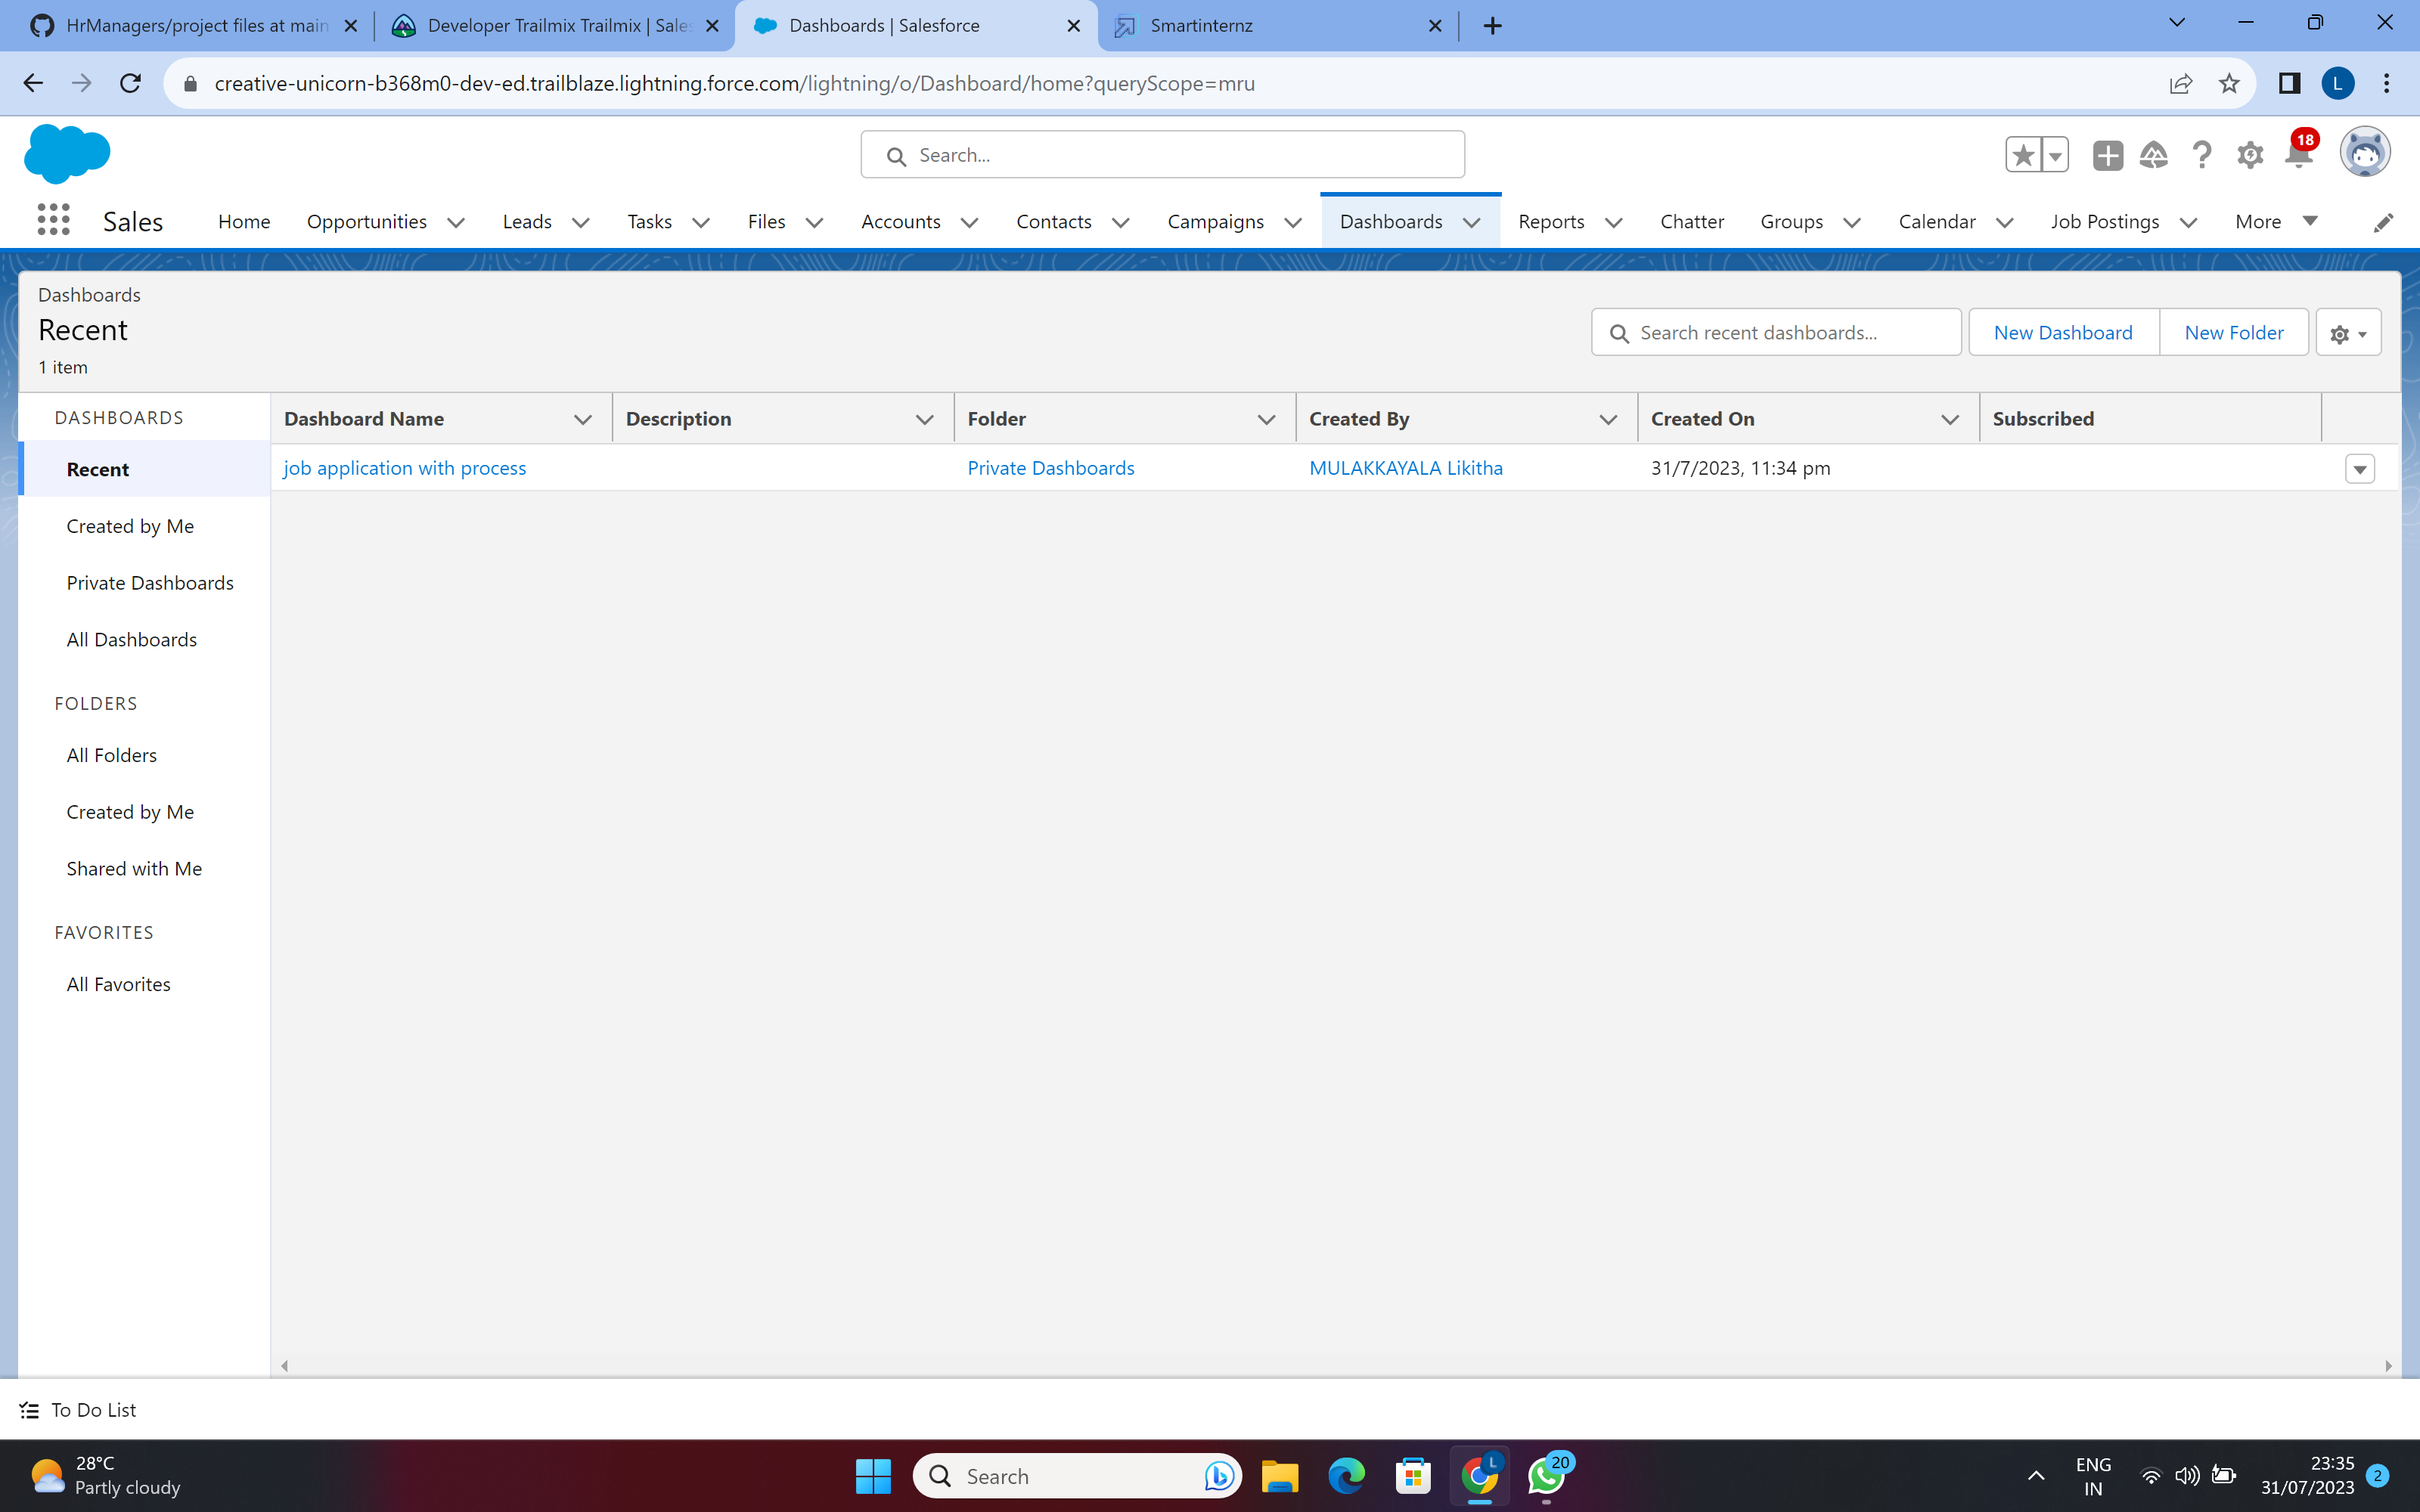 HrManagers/project files at main
Developer Trailmix Trailmix | Sales
Dashboards | Salesforce
Smartinternz
creative-unicorn-b368m0-dev-ed.trailblaze.lightning.force.com/lightning/o/Dashboard/home?queryScope=mru
L
Search...
18
Sales Home Opportunities Leads Tasks Files Accounts Contacts Campaigns Dashboards Reports Chatter Groups Calendar Job Postings More
Dashboards
Recent
1 item
Search recent dashboards...
New Dashboard
New Folder
DASHBOARDS
Recent
Created by Me
Private Dashboards
All Dashboards
FOLDERS
All Folders
Created by Me
Shared with Me
FAVORITES
All Favorites
Dashboard Name Description Folder Created By Created On Subscribed
job application with process Private Dashboards MULAKKAYALA Likitha 31/7/2023, 11:34 pm
To Do List
28°C
Partly cloudy
Search
L
20
ENG
IN
23:35
31/07/2023
2